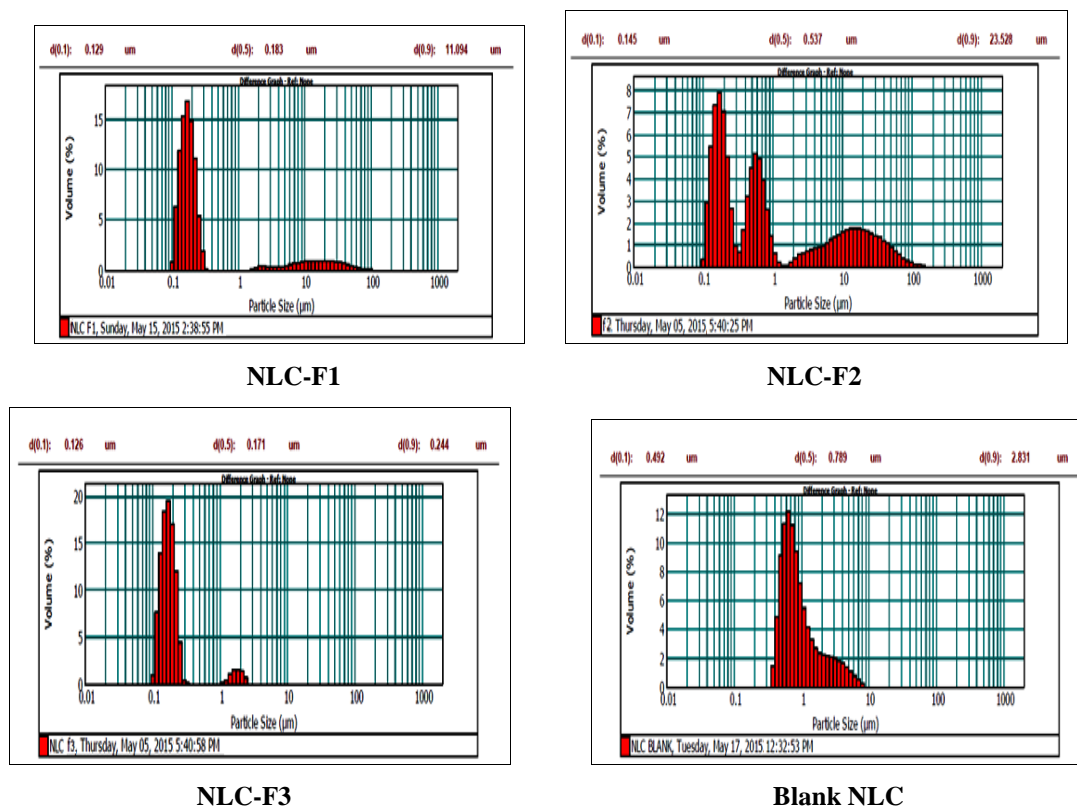 d(0.1): 0.129 um d(0.5): 0.183 um d(0.9): 11.094 um
Difference Graph - Ref: None
Volume (%)
15
10
5
0
0.01 0.1 1 10 100 1000
Particle Size (µm)
NLC F1, Sunday, May 15, 2015 2:38:55 PM
NLC-F1
d(0.1): 0.145 um d(0.5): 0.537 um d(0.9): 23.528 um
Difference Graph - Ref: None
Volume (%)
8
7
6
5
4
3
2
1
0
0.01 0.1 1 10 100 1000
Particle Size (µm)
f2, Thursday, May 05, 2015, 5:40:25 PM
NLC-F2
d(0.1): 0.126 um d(0.5): 0.171 um d(0.9): 0.244 um
Difference Graph - Ref: None
Volume (%)
20
15
10
5
0
0.01 0.1 1 10 100 1000
Particle Size (µm)
NLC f3, Thursday, May 05, 2015 5:40:58 PM
NLC-F3
d(0.1): 0.492 um d(0.5): 0.789 um d(0.9): 2.831 um
Difference Graph - Ref: None
Volume (%)
12
10
8
6
4
2
0
0.01 0.1 1 10 100 1000
Particle Size (µm)
NLC BLANK, Tuesday, May 17, 2015 12:32:53 PM
Blank NLC